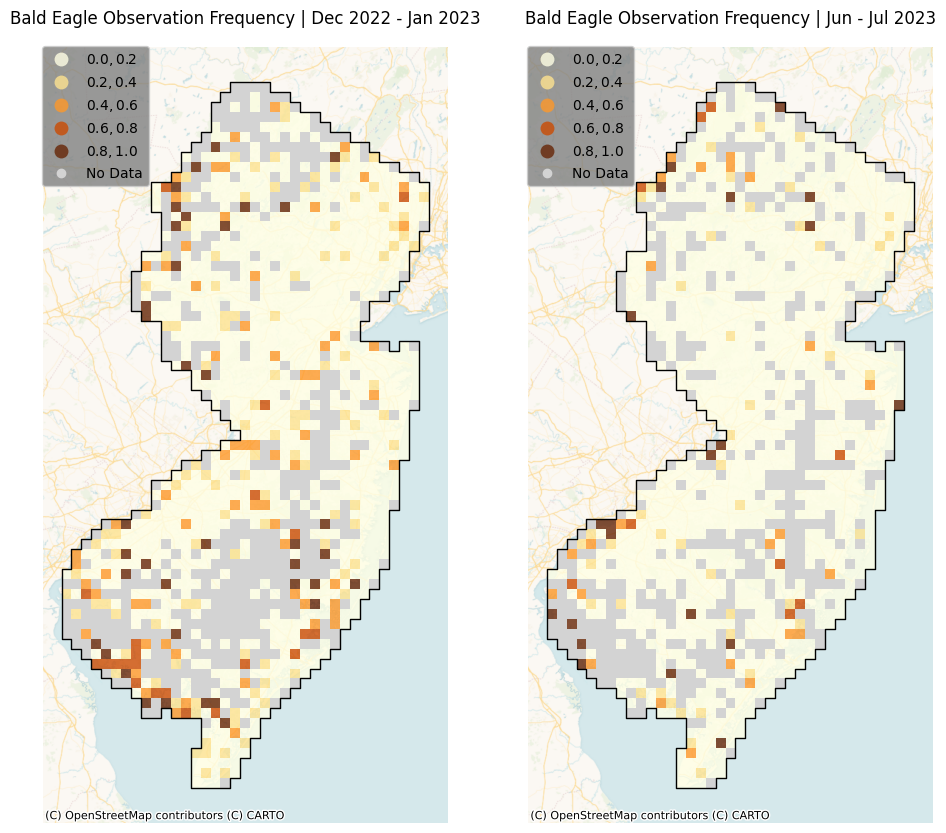 Bald Eagle Observation Frequency | Dec 2022 - Jan 2023
0.0, 0.2
0.2, 0.4
0.4, 0.6
0.6, 0.8
0.8, 1.0
No Data
(C) OpenStreetMap contributors (C) CARTO
Bald Eagle Observation Frequency | Jun - Jul 2023
0.0, 0.2
0.2, 0.4
0.4, 0.6
0.6, 0.8
0.8, 1.0
No Data
(C) OpenStreetMap contributors (C) CARTO